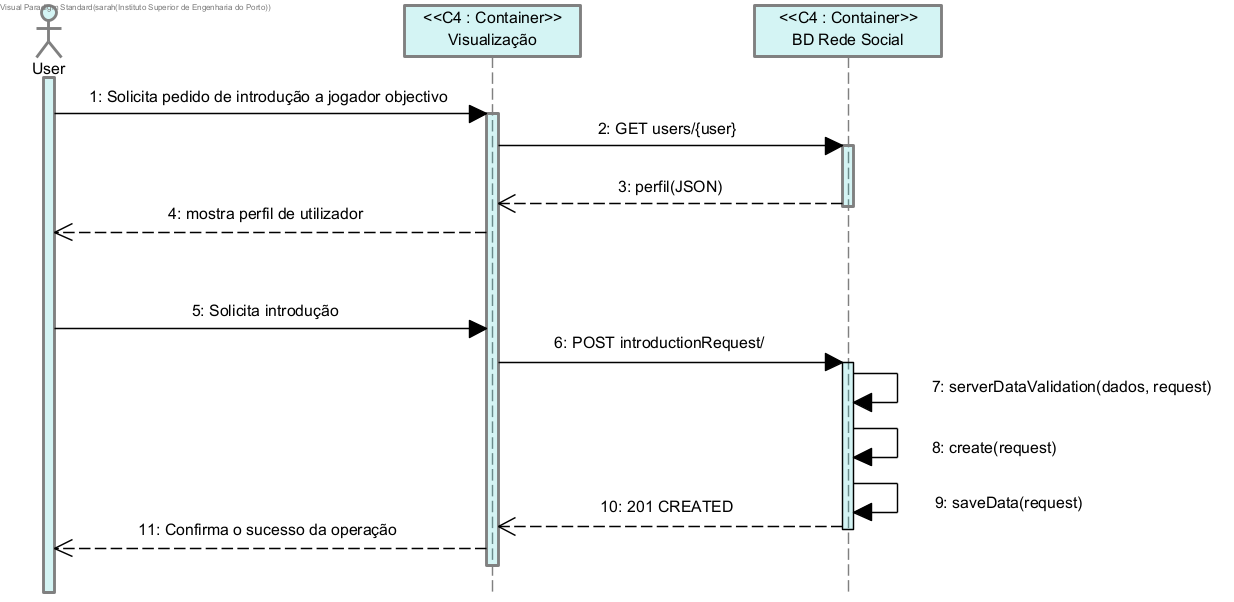 Visual Paradigm Standard(sarah(Instituto Superior de Engenharia do Porto))
<<C4 : Container>>
Visualização
<<C4 : Container>>
BD Rede Social
User
1: Solicita pedido de introdução a jogador objectivo
2: GET users/{user}
3: perfil(JSON)
4: mostra perfil de utilizador
5: Solicita introdução
6: POST introductionRequest/
7: serverDataValidation(dados, request)
8: create(request)
9: saveData(request)
10: 201 CREATED
11: Confirma o sucesso da operação